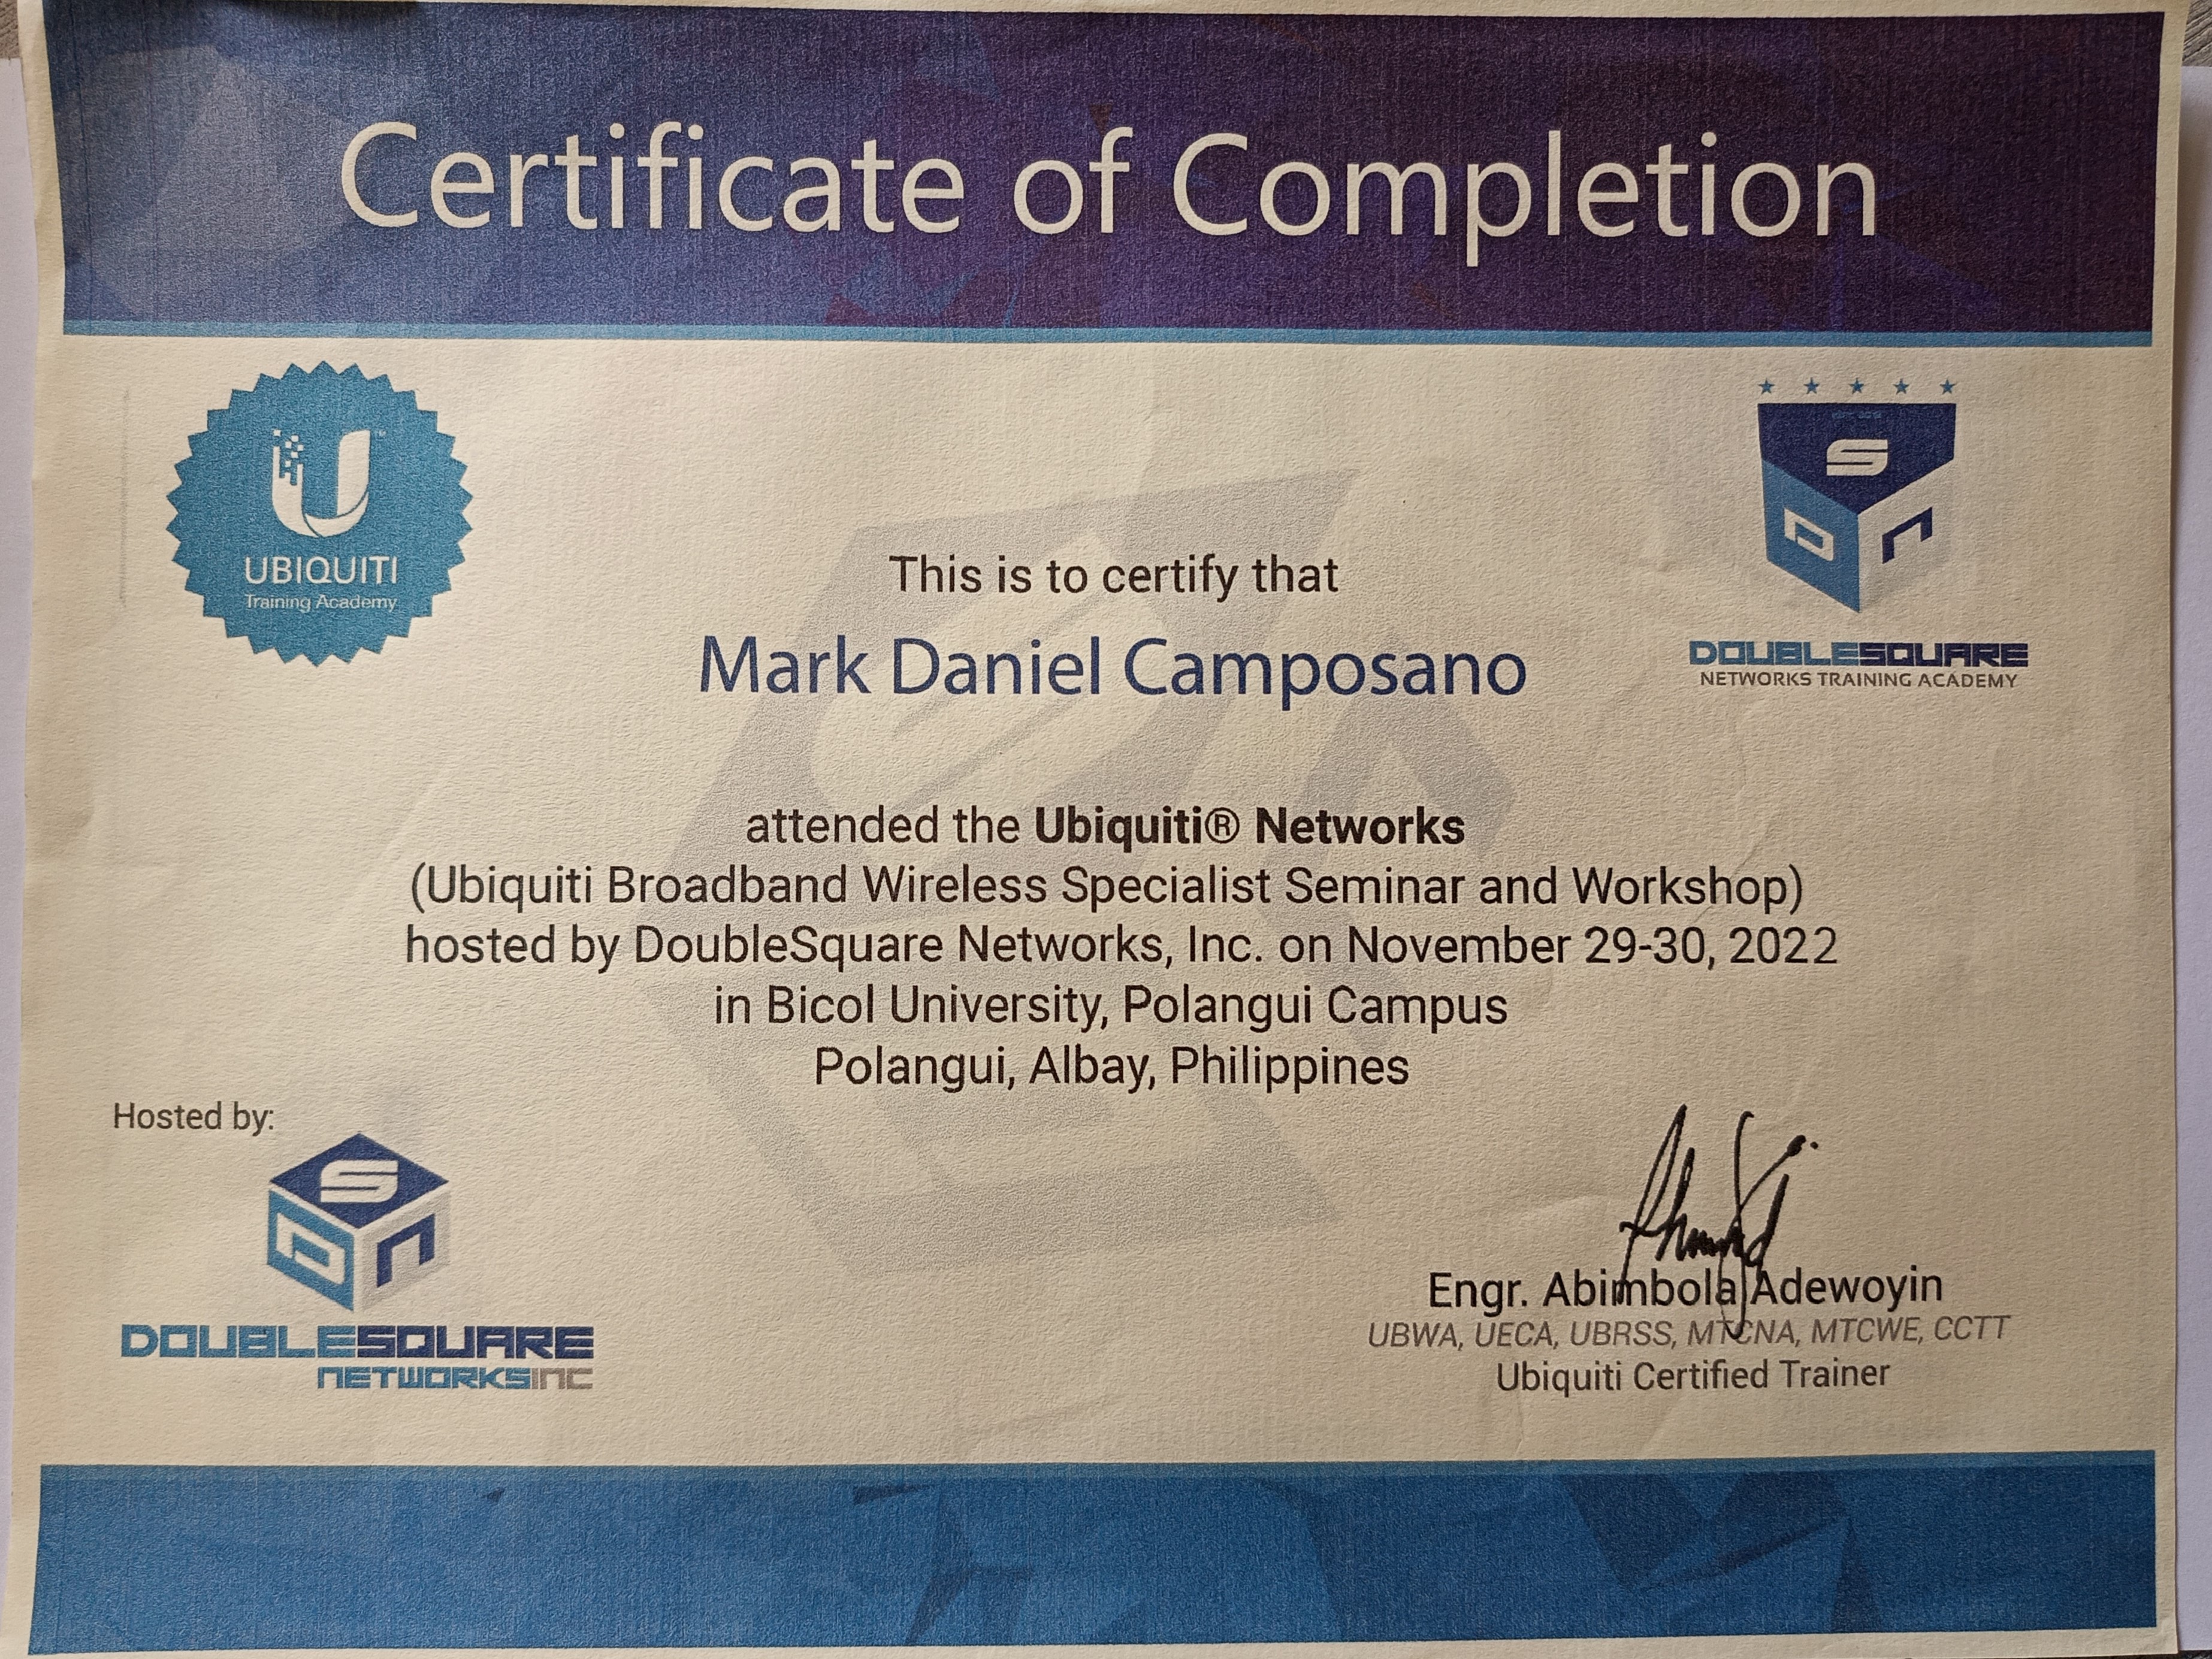 Certificate of Completion
UBIQUITI
Training Academy
S
D n
DOUBLESQUARE
NETWORKS TRAINING ACADEMY
This is to certify that
Mark Daniel Camposano
attended the Ubiquiti® Networks
(Ubiquiti Broadband Wireless Specialist Seminar and Workshop)
hosted by DoubleSquare Networks, Inc. on November 29-30, 2022
in Bicol University, Polangui Campus
Polangui, Albay, Philippines
Hosted by:
S
D n
DOUBLESQUARE
NETWORKSINC
Engr. Abimbola Adewoyin
UBWA, UECA, UBRSS, MTCNA, MTCWE, CCTT
Ubiquiti Certified Trainer